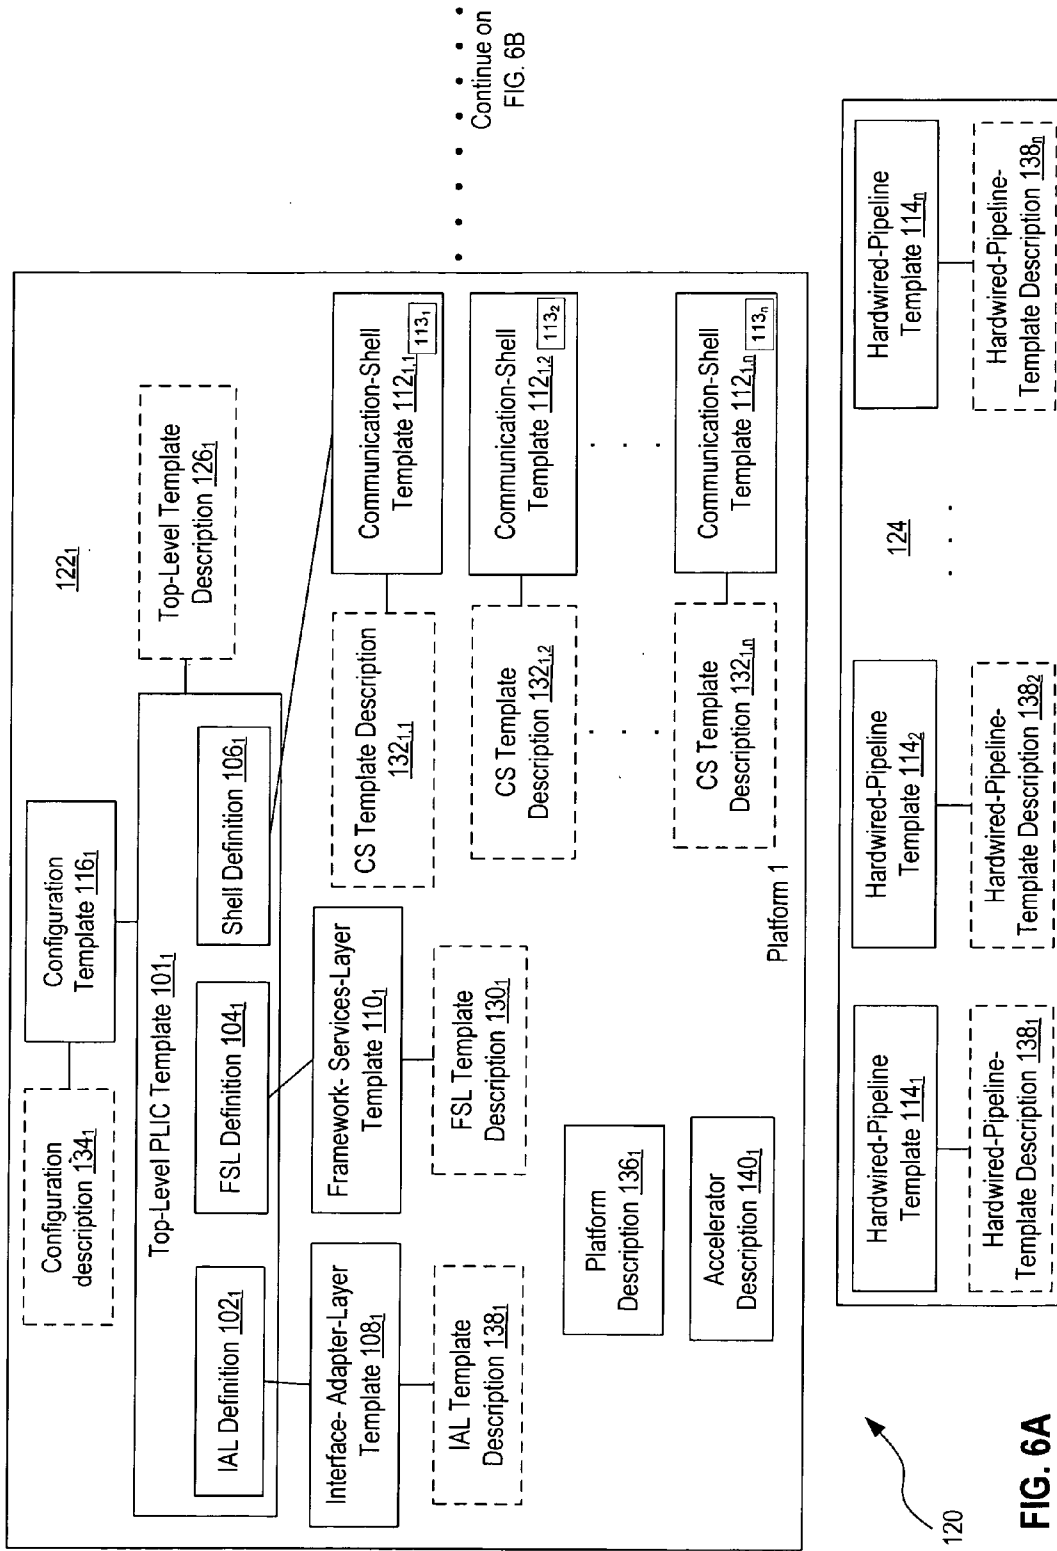 Configuration
description 134₁
Configuration
Template 116₁
122₁
Top-Level PLIC Template 101₁
Top-Level Template
Description 126₁
IAL Definition 102₁
FSL Definition 104₁
Shell Definition 106₁
Interface- Adapter-Layer
Template 108₁
Framework- Services-Layer
Template 110₁
CS Template Description
132₁,₁
Communication-Shell
Template 112₁,₁
113₁
IAL Template
Description 138₁
FSL Template
Description 130₁
CS Template
Description 132₁,₂
Communication-Shell
Template 112₁,₂
113₂
Continue on
FIG. 6B
Platform
Description 136₁
CS Template
Description 132₁,ₙ
Communication-Shell
Template 112₁,ₙ
113ₙ
Accelerator
Description 140₁
Platform 1
Hardwired-Pipeline
Template 114₁
Hardwired-Pipeline
Template 114₂
124
Hardwired-Pipeline
Template 114ₙ
Hardwired-Pipeline-
Template Description 138₁
Hardwired-Pipeline-
Template Description 138₂
Hardwired-Pipeline-
Template Description 138ₙ
120
FIG. 6A